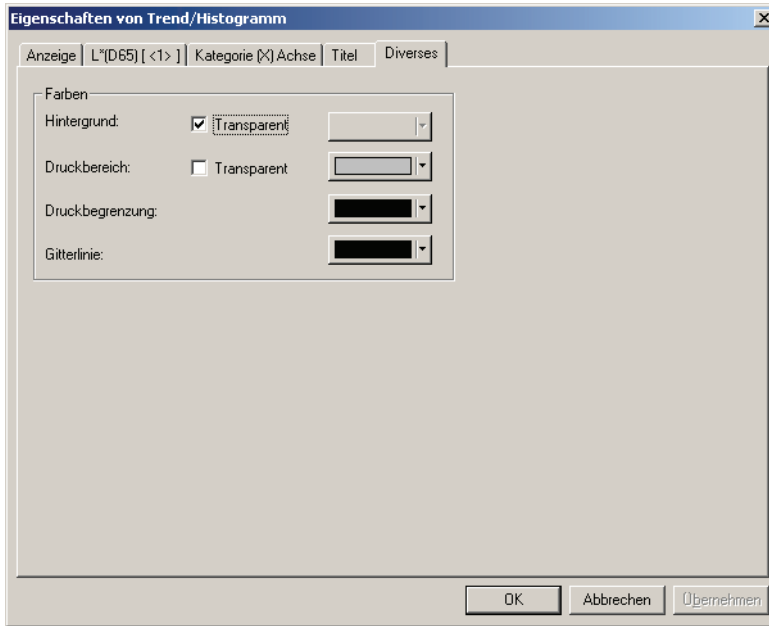 Eigenschaften von Trend/Histogramm
Anzeige L*(D65) [ <1> ] Kategorie (X) Achse Titel Diverses
Farben
Hintergrund: Transparent
Druckbereich: Transparent
Druckbegrenzung:
Gitterlinie:
OK Abbrechen Übernehmen